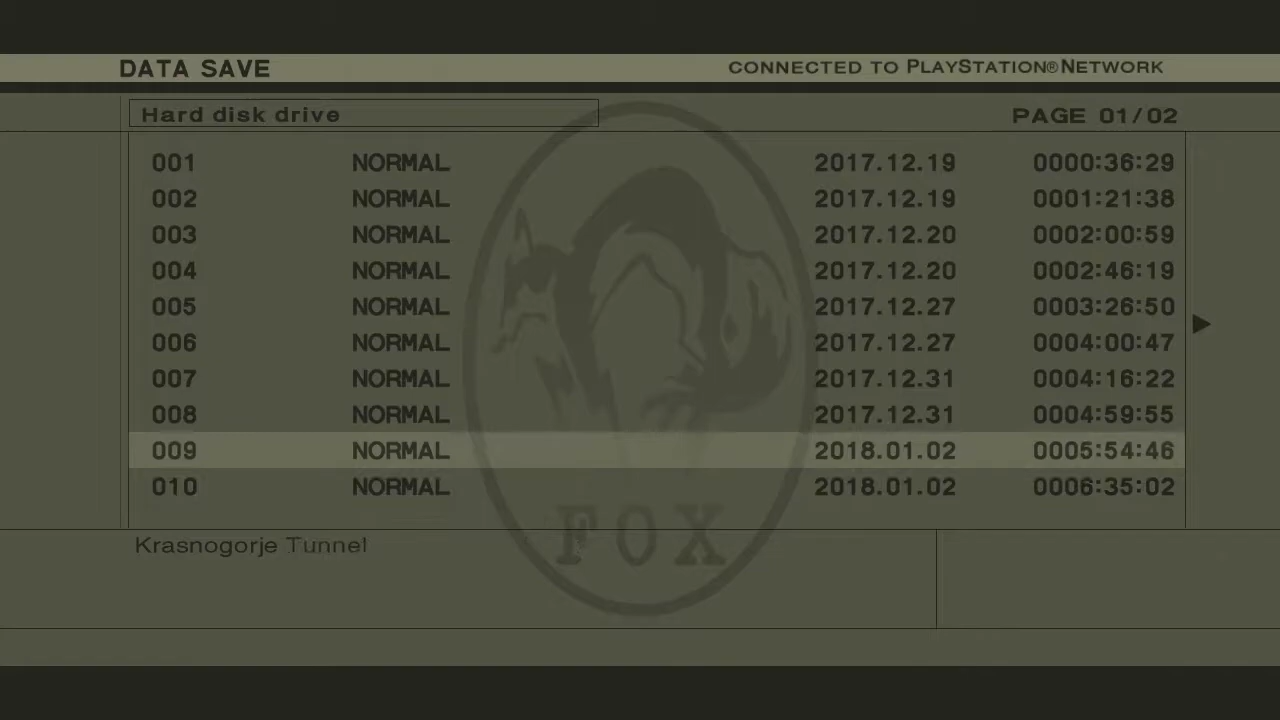 DATA SAVE CONNECTED TO PLAYSTATION®NETWORK
Hard disk drive PAGE 01/02
001 NORMAL 2017.12.19 0000:36:29
002 NORMAL 2017.12.19 0001:21:38
003 NORMAL 2017.12.20 0002:00:59
004 NORMAL 2017.12.20 0002:46:19
005 NORMAL 2017.12.27 0003:26:50
006 NORMAL 2017.12.27 0004:00:47
007 NORMAL 2017.12.31 0004:16:22
008 NORMAL 2017.12.31 0004:59:55
009 NORMAL 2018.01.02 0005:54:46
010 NORMAL 2018.01.02 0006:35:02
FOX
Krasnogorje Tunnel